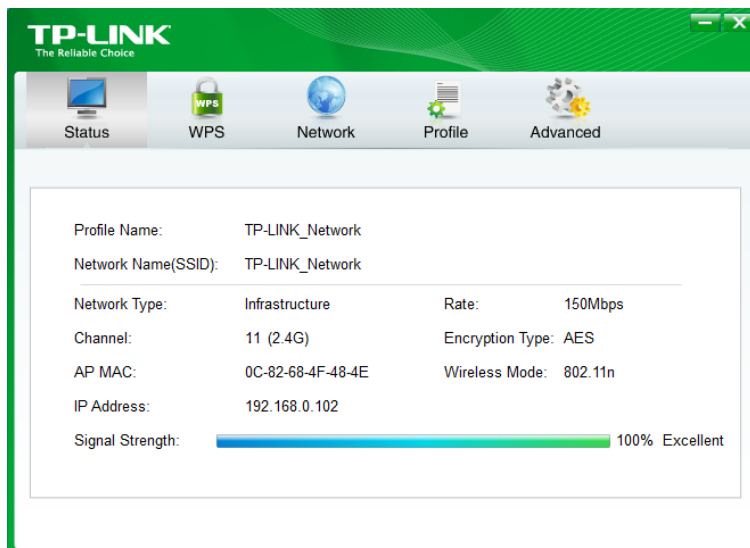 TP-LINK
The Reliable Choice
WPS
Status WPS Network Profile Advanced
Profile Name: TP-LINK_Network
Network Name(SSID): TP-LINK_Network
Network Type: Infrastructure Rate: 150Mbps
Channel: 11 (2.4G) Encryption Type: AES
AP MAC: 0C-82-68-4F-48-4E Wireless Mode: 802.11n
IP Address: 192.168.0.102
Signal Strength: 100% Excellent